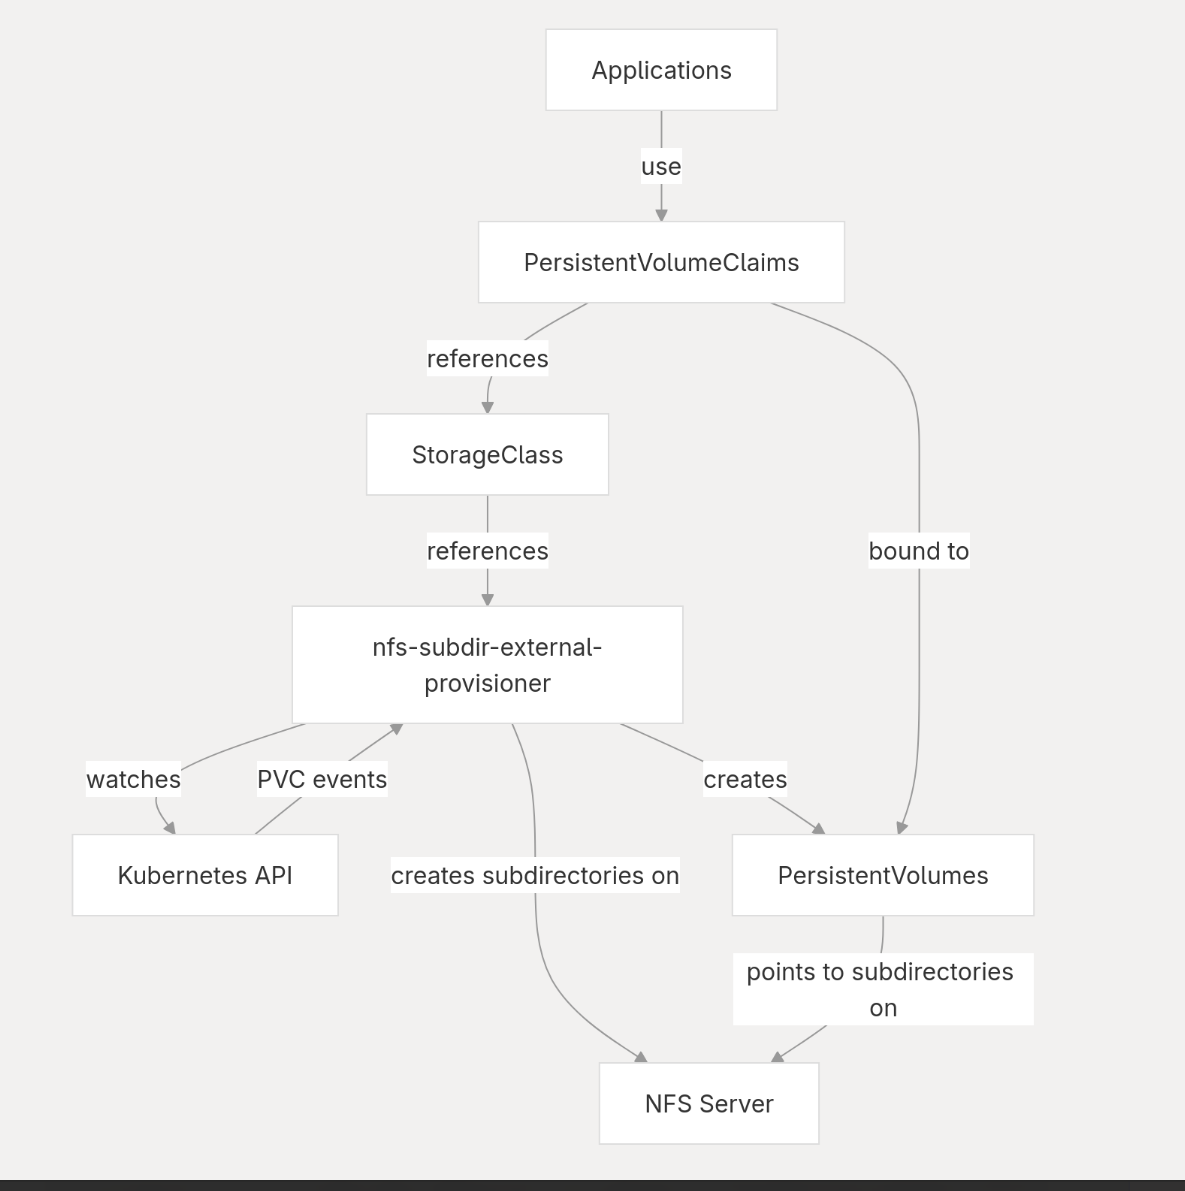 Applications
use
PersistentVolumeClaims
references
StorageClass
references
bound to
nfs-subdir-external-
provisioner
watches
PVC events
creates
Kubernetes API
creates subdirectories on
PersistentVolumes
points to subdirectories
on
NFS Server